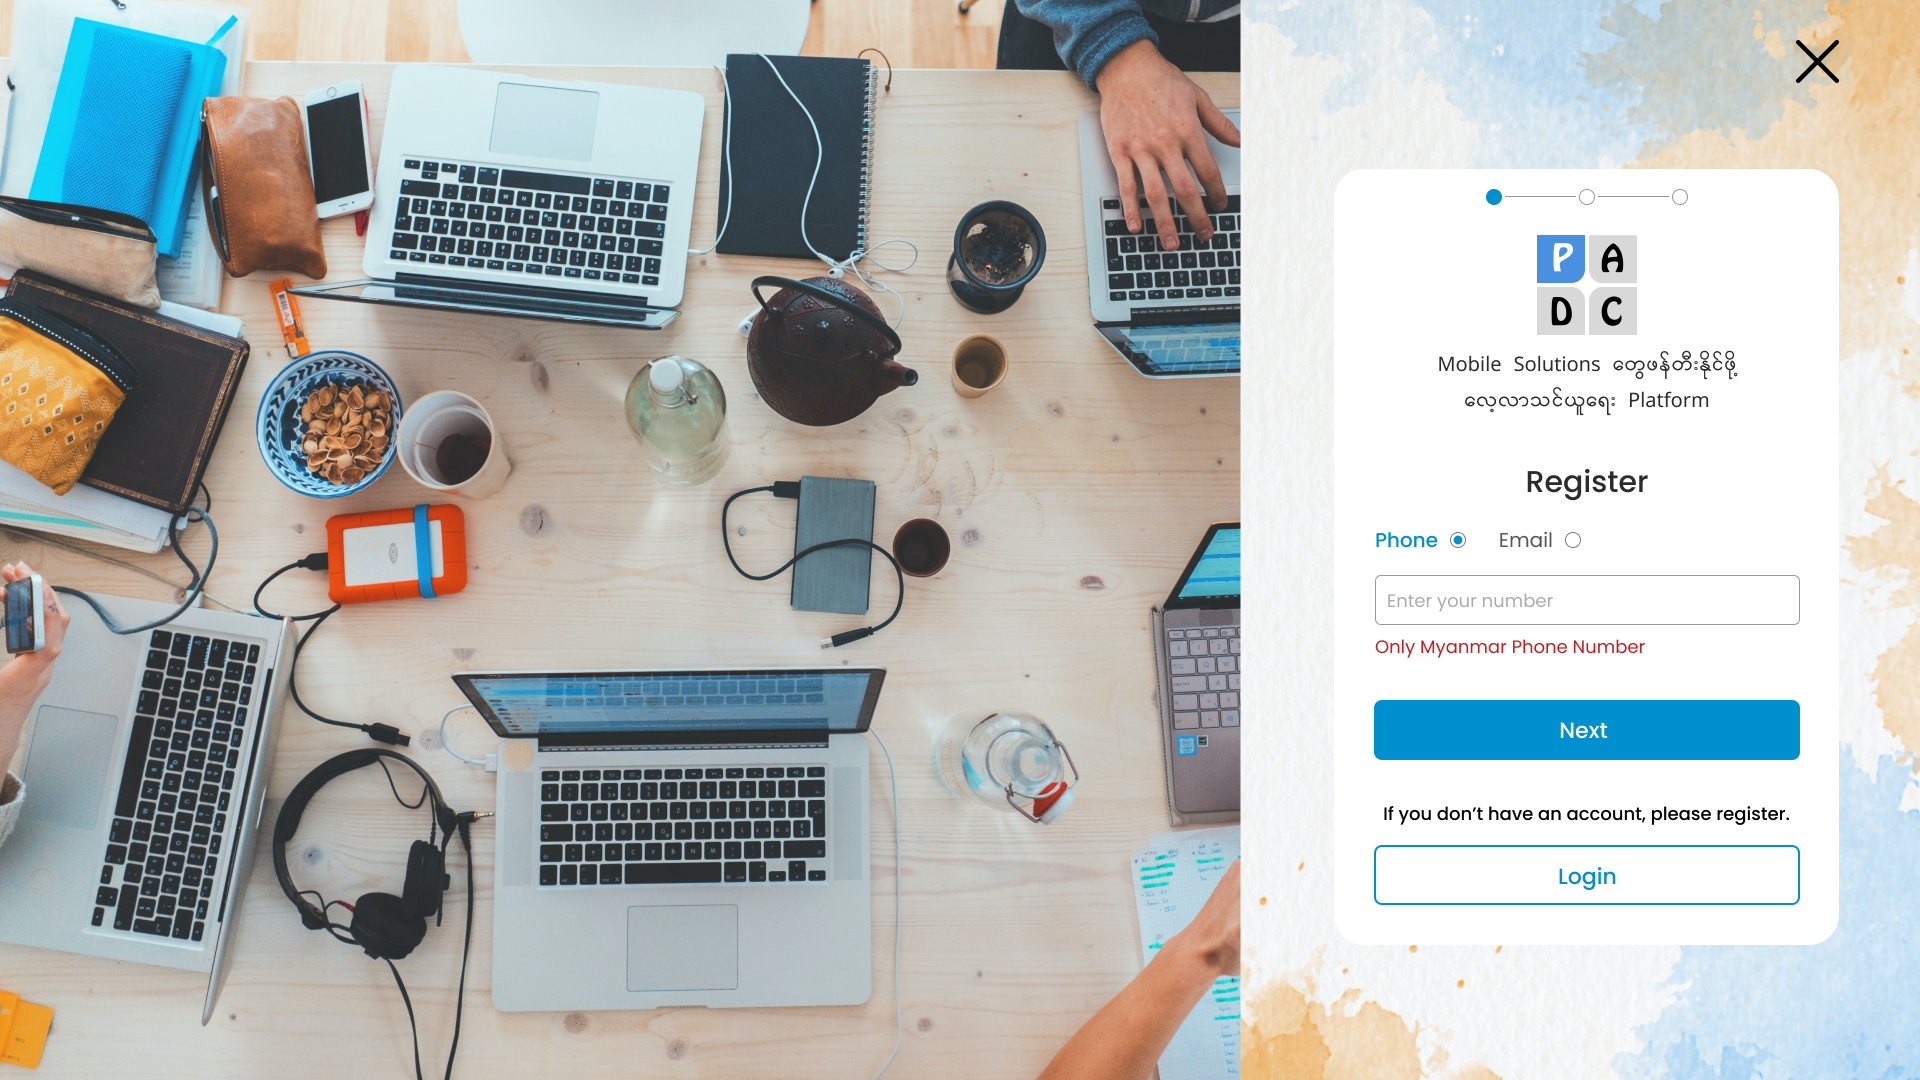 P A
D C
Mobile Solutions တွေဖန်တီးနိုင်ဖို့
လေ့လာသင်ယူရေး Platform
Register
Phone Email
Enter your number
Only Myanmar Phone Number
Next
If you don’t have an account, please register.
Login